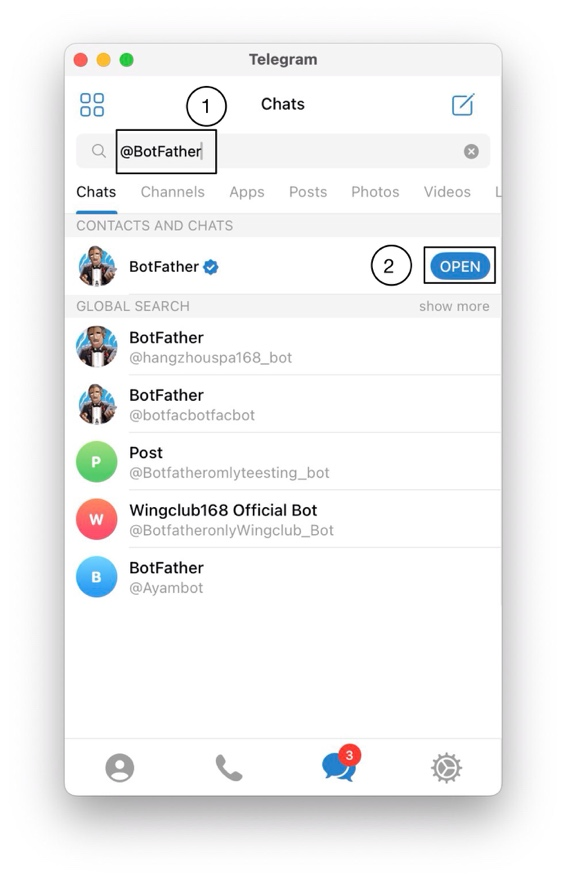 Telegram
1
Chats
@BotFather
Chats Channels Apps Posts Photos Videos L
CONTACTS AND CHATS
BotFather
2
OPEN
GLOBAL SEARCH show more
BotFather
@hangzhouspa168_bot
BotFather
@botfacbotfacbot
P
Post
@Botfatheromlyteesting_bot
W
Wingclub168 Official Bot
@BotfatheronlyWingclub_Bot
B
BotFather
@Ayambot
3